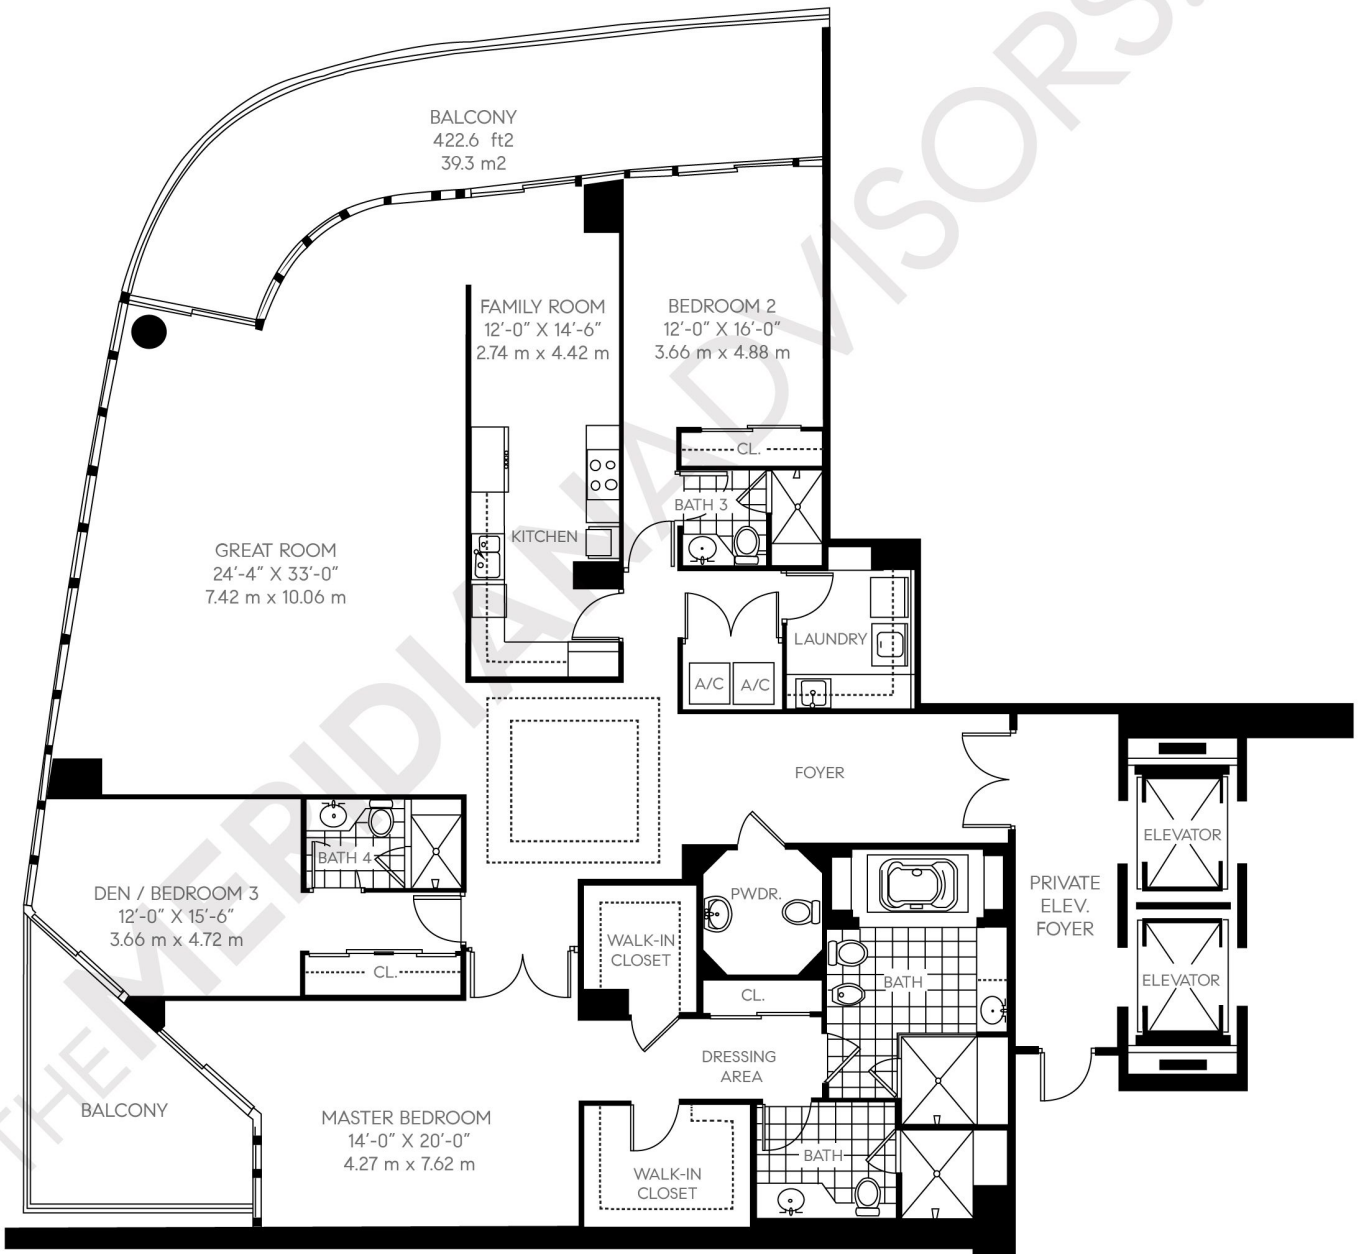 BALCONY
422.6 ft2
39.3 m2
FAMILY ROOM
12'-0" X 14'-6"
2.74 m x 4.42 m
BEDROOM 2
12'-0" X 16'-0"
3.66 m x 4.88 m
CL.
BATH 3
KITCHEN
GREAT ROOM
24'-4" X 33'-0"
7.42 m x 10.06 m
LAUNDRY
A/C
A/C
FOYER
ELEVATOR
BATH 4
DEN / BEDROOM 3
12'-0" X 15'-6"
3.66 m x 4.72 m
CL.
PWDR.
PRIVATE
ELEV.
FOYER
WALK-IN
CLOSET
BATH
ELEVATOR
CL.
DRESSING
AREA
BALCONY
MASTER BEDROOM
14'-0" X 20'-0"
4.27 m x 7.62 m
BATH
WALK-IN
CLOSET
THEMERIDIANADVISORS.